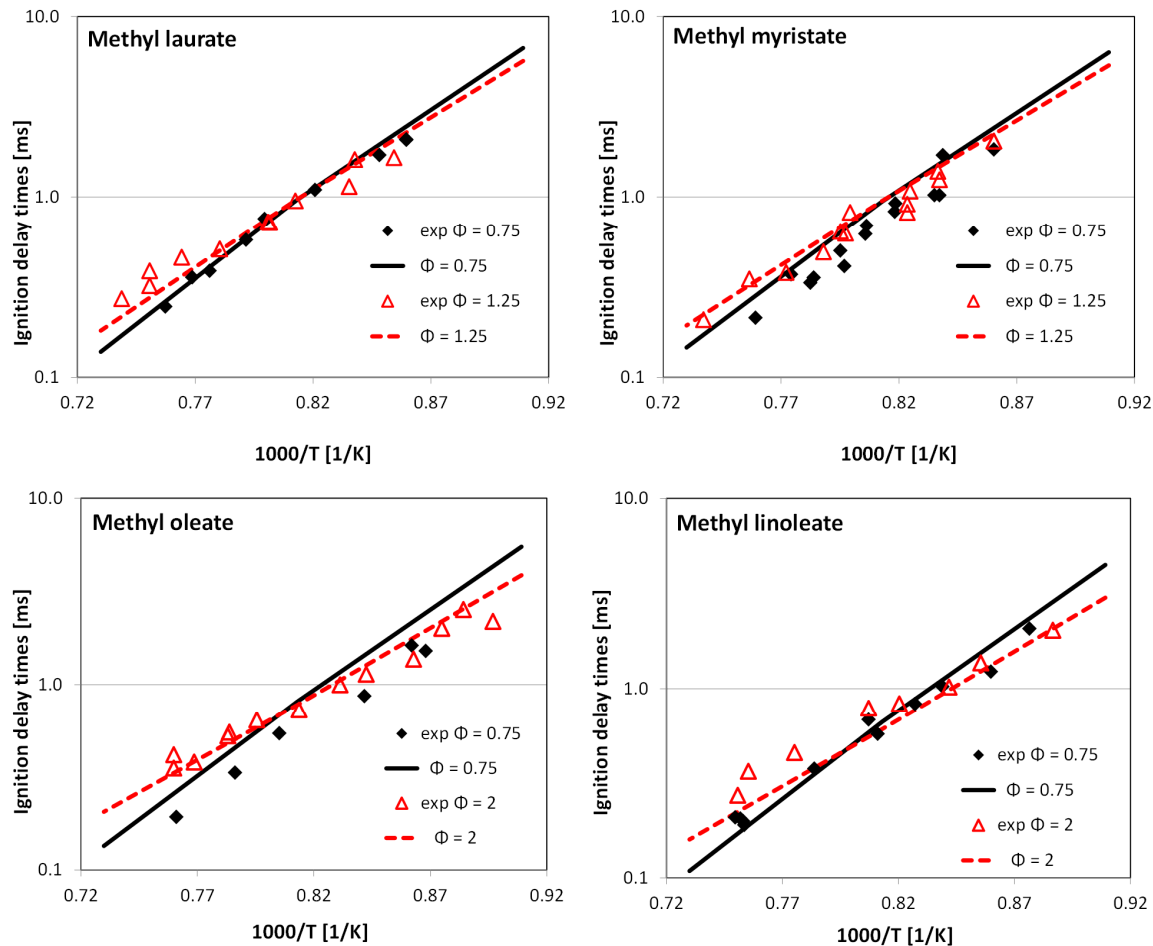 Methyl laurate
Ignition delay times [ms]
10.0
1.0
0.1
0.72 0.77 0.82 0.87 0.92
1000/T [1/K]
exp Φ = 0.75
Φ = 0.75
exp Φ = 1.25
Φ = 1.25
Methyl myristate
Ignition delay times [ms]
10.0
1.0
0.1
0.72 0.77 0.82 0.87 0.92
1000/T [1/K]
exp Φ = 0.75
Φ = 0.75
exp Φ = 1.25
Φ = 1.25
Methyl oleate
Ignition delay times [ms]
10.0
1.0
0.1
0.72 0.77 0.82 0.87 0.92
1000/T [1/K]
exp Φ = 0.75
Φ = 0.75
exp Φ = 2
Φ = 2
Methyl linoleate
Ignition delay times [ms]
10.0
1.0
0.1
0.72 0.77 0.82 0.87 0.92
1000/T [1/K]
exp Φ = 0.75
Φ = 0.75
exp Φ = 2
Φ = 2